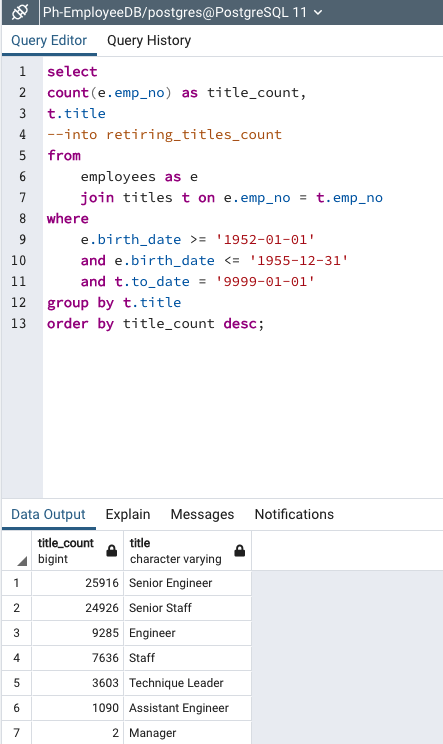 Ph-EmployeeDB/postgres@PostgreSQL 11
Query Editor Query History
1 select
2 count(e.emp_no) as title_count,
3 t.title
4 --into retiring_titles_count
5 from
6 employees as e
7 join titles t on e.emp_no = t.emp_no
8 where
9 e.birth_date >= '1952-01-01'
10 and e.birth_date <= '1955-12-31'
11 and t.to_date = '9999-01-01'
12 group by t.title
13 order by title_count desc;
Data Output Explain Messages Notifications
title_count title
bigint character varying
1 25916 Senior Engineer
2 24926 Senior Staff
3 9285 Engineer
4 7636 Staff
5 3603 Technique Leader
6 1090 Assistant Engineer
7 2 Manager